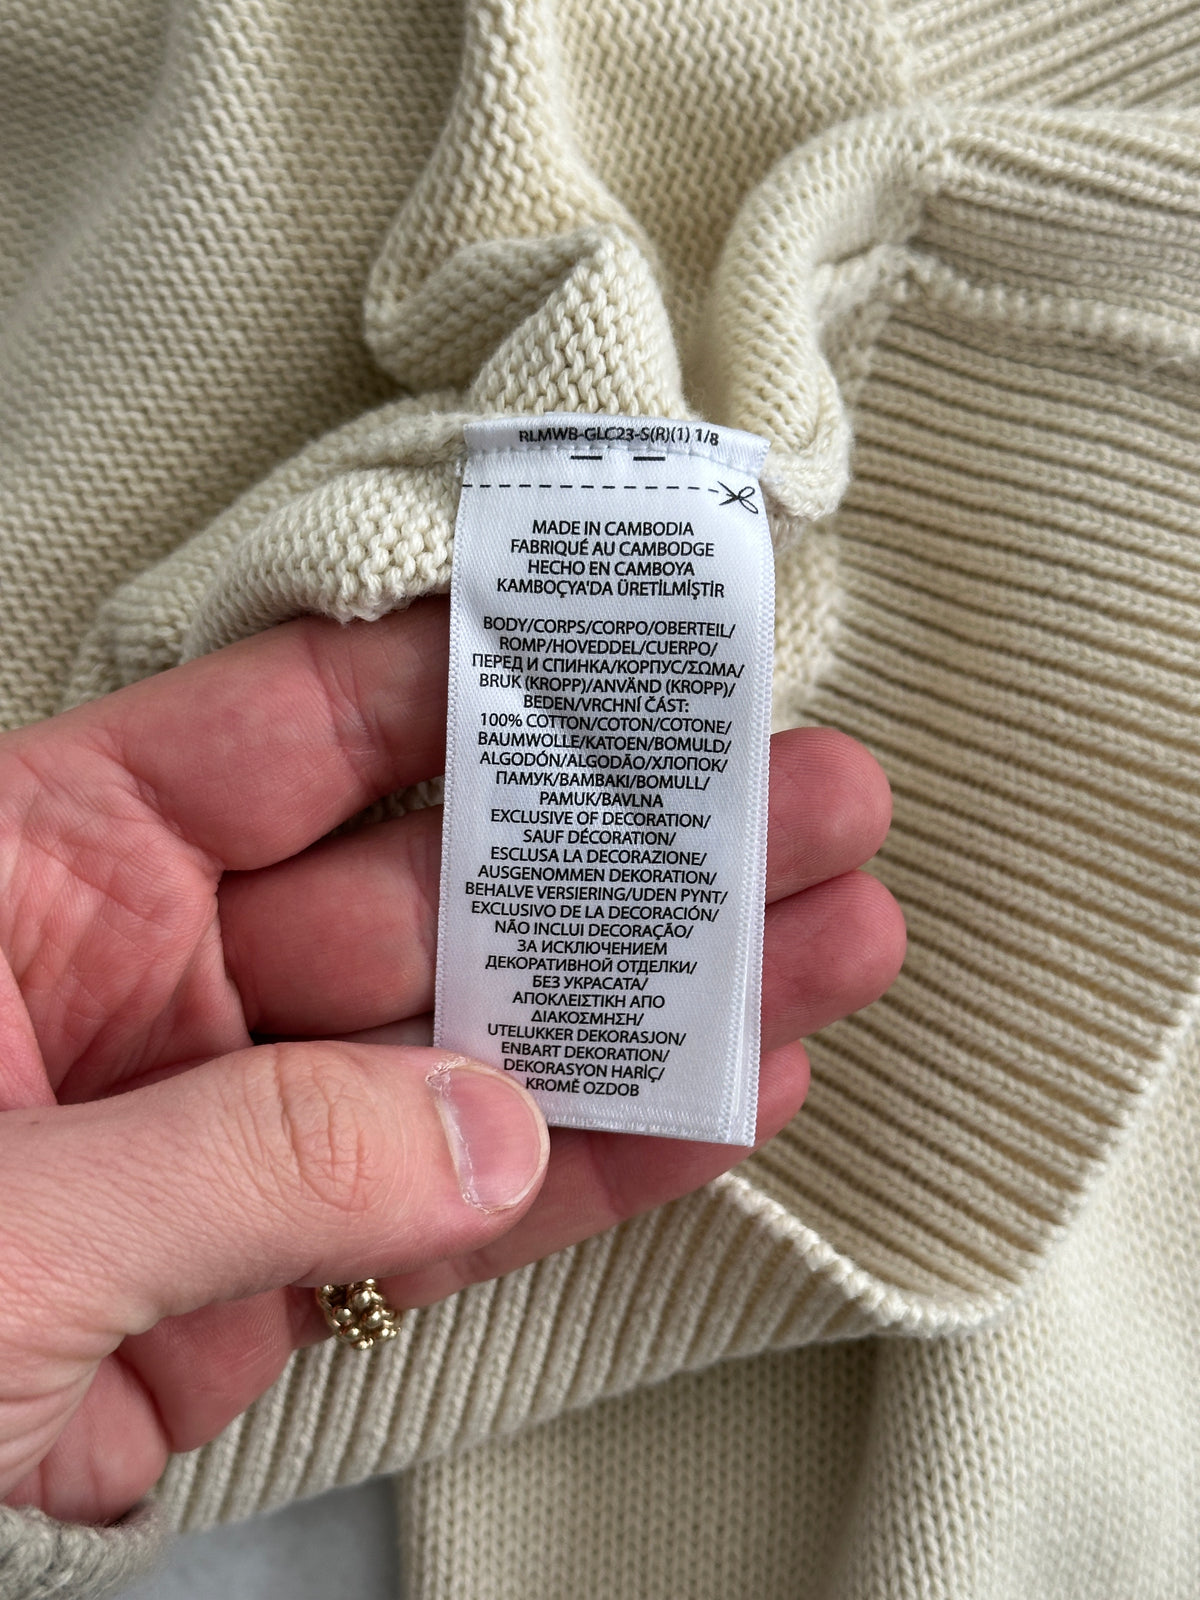 RLMWB-GLC23-S(R)(1) 1/8
MADE IN CAMBODIA
FABRIQUÉ AU CAMBODGE
HECHO EN CAMBOYA
KAMBOÇYA'DA ÜRETİLMİŞTİR
BODY/CORPS/CORPO/OBERTEIL/
ROMP/HOVEDDEL/CUERPO/
ПЕРЕД И СПИНКА/КОРПУС/ΣΩΜΑ/
BRUK (KROPP)/ANVÄND (KROPP)/
BEDEN/VRCHNÍ ČÁST:
100% COTTON/COTON/COTONE/
BAUMWOLLE/KATOEN/BOMULD/
ALGODÓN/ALGODÃO/ХЛОПОК/
ПАМУК/ΒΑΜΒΑΚΙ/BOMULL/
PAMUK/BAVLNA
EXCLUSIVE OF DECORATION/
SAUF DÉCORATION/
ESCLUSA LA DECORAZIONE/
AUSGENOMMEN DEKORATION/
BEHALVE VERSIERING/UDEN PYNT/
EXCLUSIVO DE LA DECORACIÓN/
NÃO INCLUI DECORAÇÃO/
ЗА ИСКЛЮЧЕНИЕМ
ДЕКОРАТИВНОЙ ОТДЕЛКИ/
БЕЗ УКРАСАТА/
ΑΠΟΚΛΕΙΣΤΙΚΗ ΑΠΟ
ΔΙΑΚΟΣΜΗΣΗ/
UTELUKKER DEKORASJON/
ENBART DEKORATION/
DEKORASYON HARİÇ/
KROMĚ OZDOB